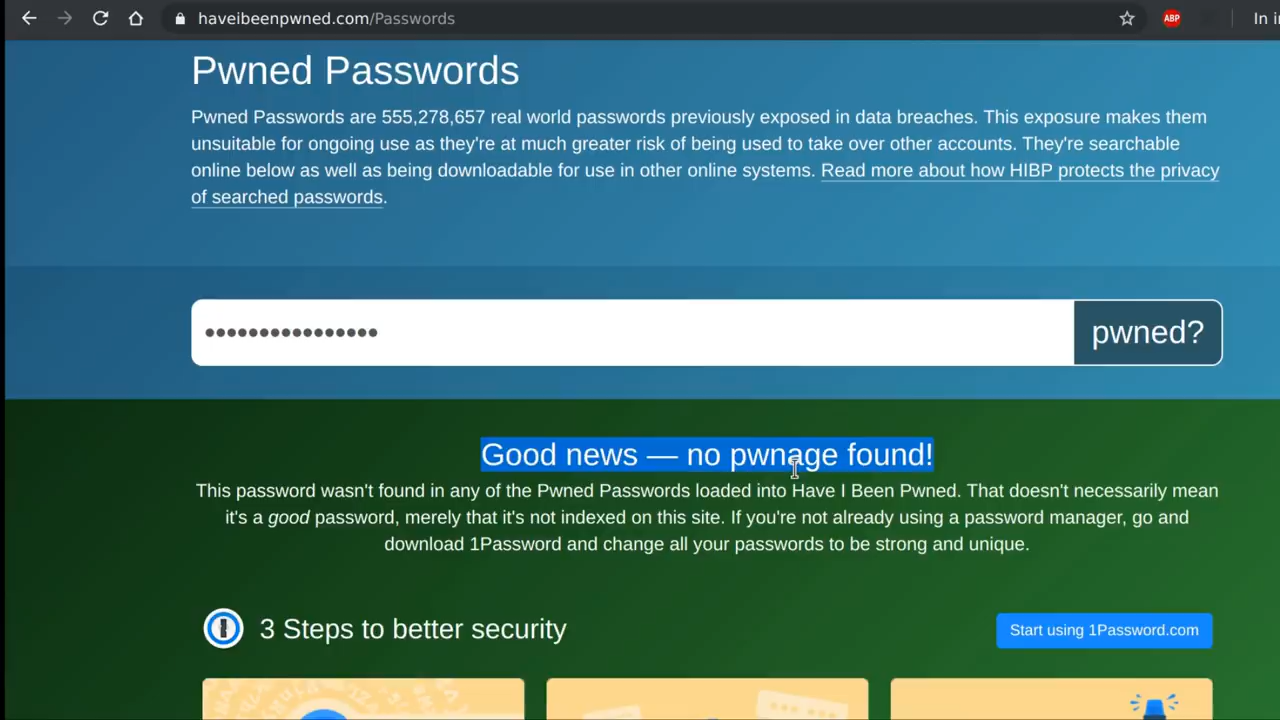 haveibeenpwned.com/Passwords
ABP
In i
Pwned Passwords
Pwned Passwords are 555,278,657 real world passwords previously exposed in data breaches. This exposure makes them
unsuitable for ongoing use as they're at much greater risk of being used to take over other accounts. They're searchable
online below as well as being downloadable for use in other online systems. Read more about how HIBP protects the privacy
of searched passwords.
••••••••••••••••
pwned?
Good news — no pwnage found!
This password wasn't found in any of the Pwned Passwords loaded into Have I Been Pwned. That doesn't necessarily mean
it's a good password, merely that it's not indexed on this site. If you're not already using a password manager, go and
download 1Password and change all your passwords to be strong and unique.
3 Steps to better security
Start using 1Password.com